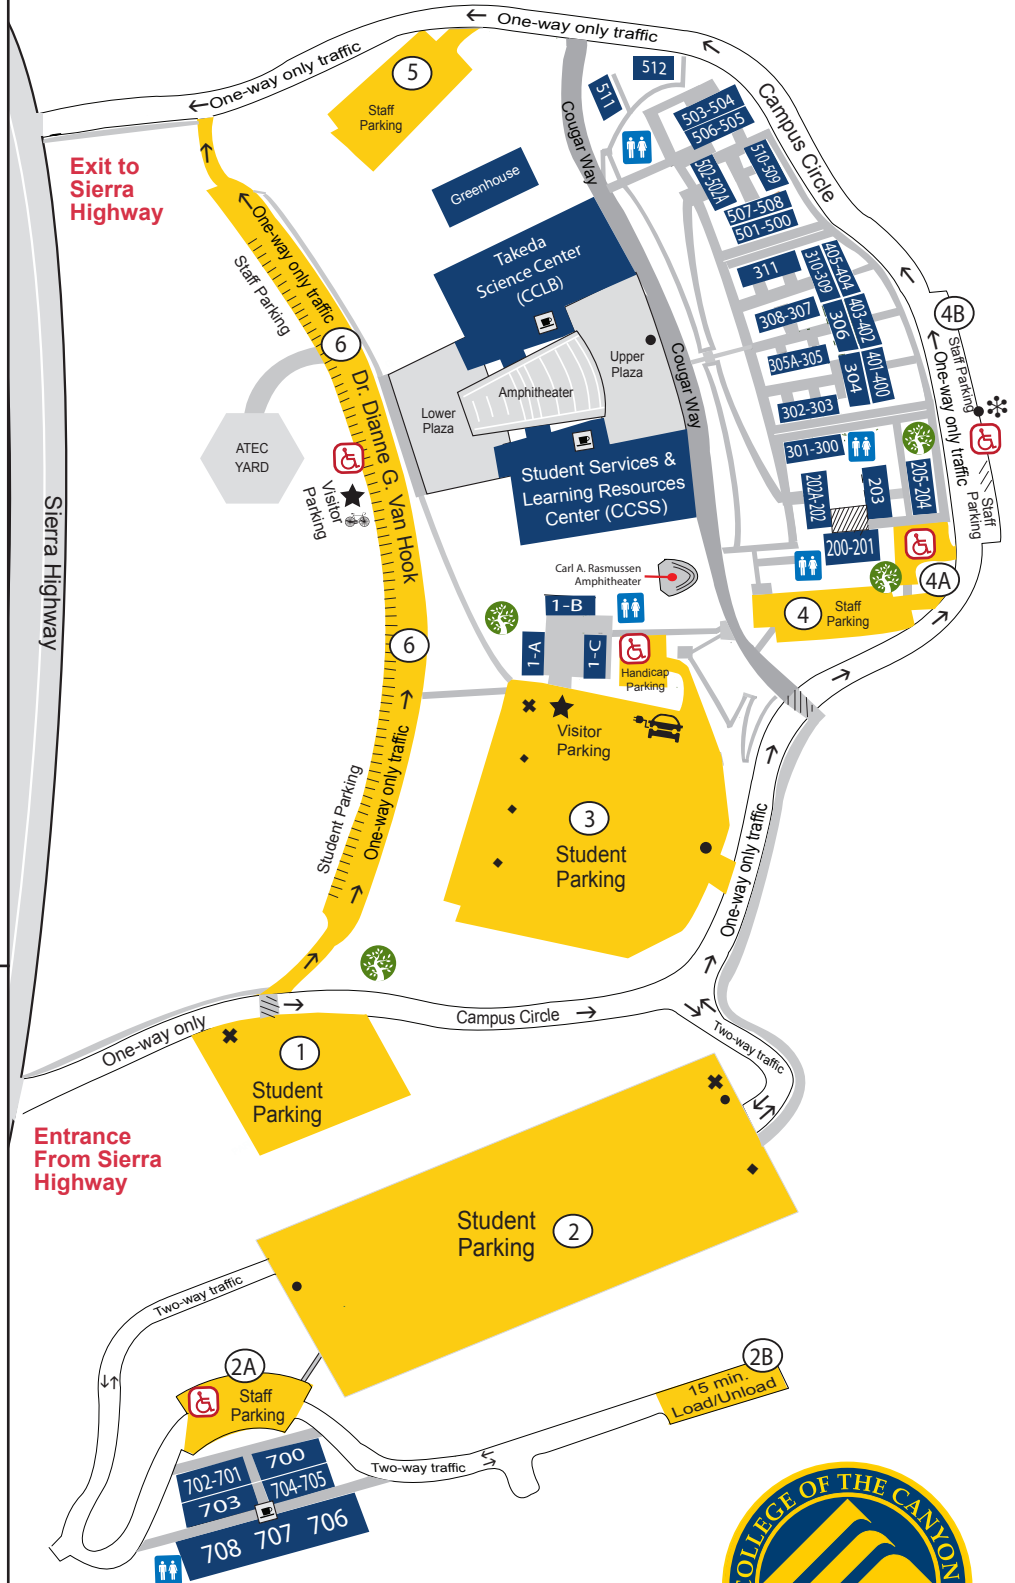 One-way only traffic
512
511
5
Staff
Parking
One-way only traffic
Campus Circle
503-504
506-505
Exit to
Sierra
Highway
Greenhouse
Cougar Way
502-502A
510-509
507-508
501-500
One-way only traffic
Staff Parking
Takeda
Science Center
(CCLB)
311
310-309
405-404
308-307
306
403-402
4B
Staff Parking
6
Dr. Dianne G. Van Hook
Upper
Plaza
Cougar Way
305A-305
304
401-400
One-way only traffic
Amphitheater
Lower
Plaza
302-303
ATEC
YARD
301-300
Student Services &
Learning Resources
Center (CCSS)
Visitor
Parking
202A-202
203
205-204
Staff
Parking
200-201
Sierra Highway
Carl A. Rasmussen
Amphitheater
4A
1-B
4
Staff
Parking
6
1-A
1-C
Handicap
Parking
Visitor
Parking
Student Parking
One-way only traffic
3
Student
Parking
One-way only traffic
One-way only
Campus Circle
Two-way traffic
1
Student
Parking
Entrance
From Sierra
Highway
Student
Parking
2
Two-way traffic
2A
Staff
Parking
2B
15 min.
Load/Unload
702-701
700
703
704-705
Two-way traffic
708 707 706
COLLEGE OF THE CANYON